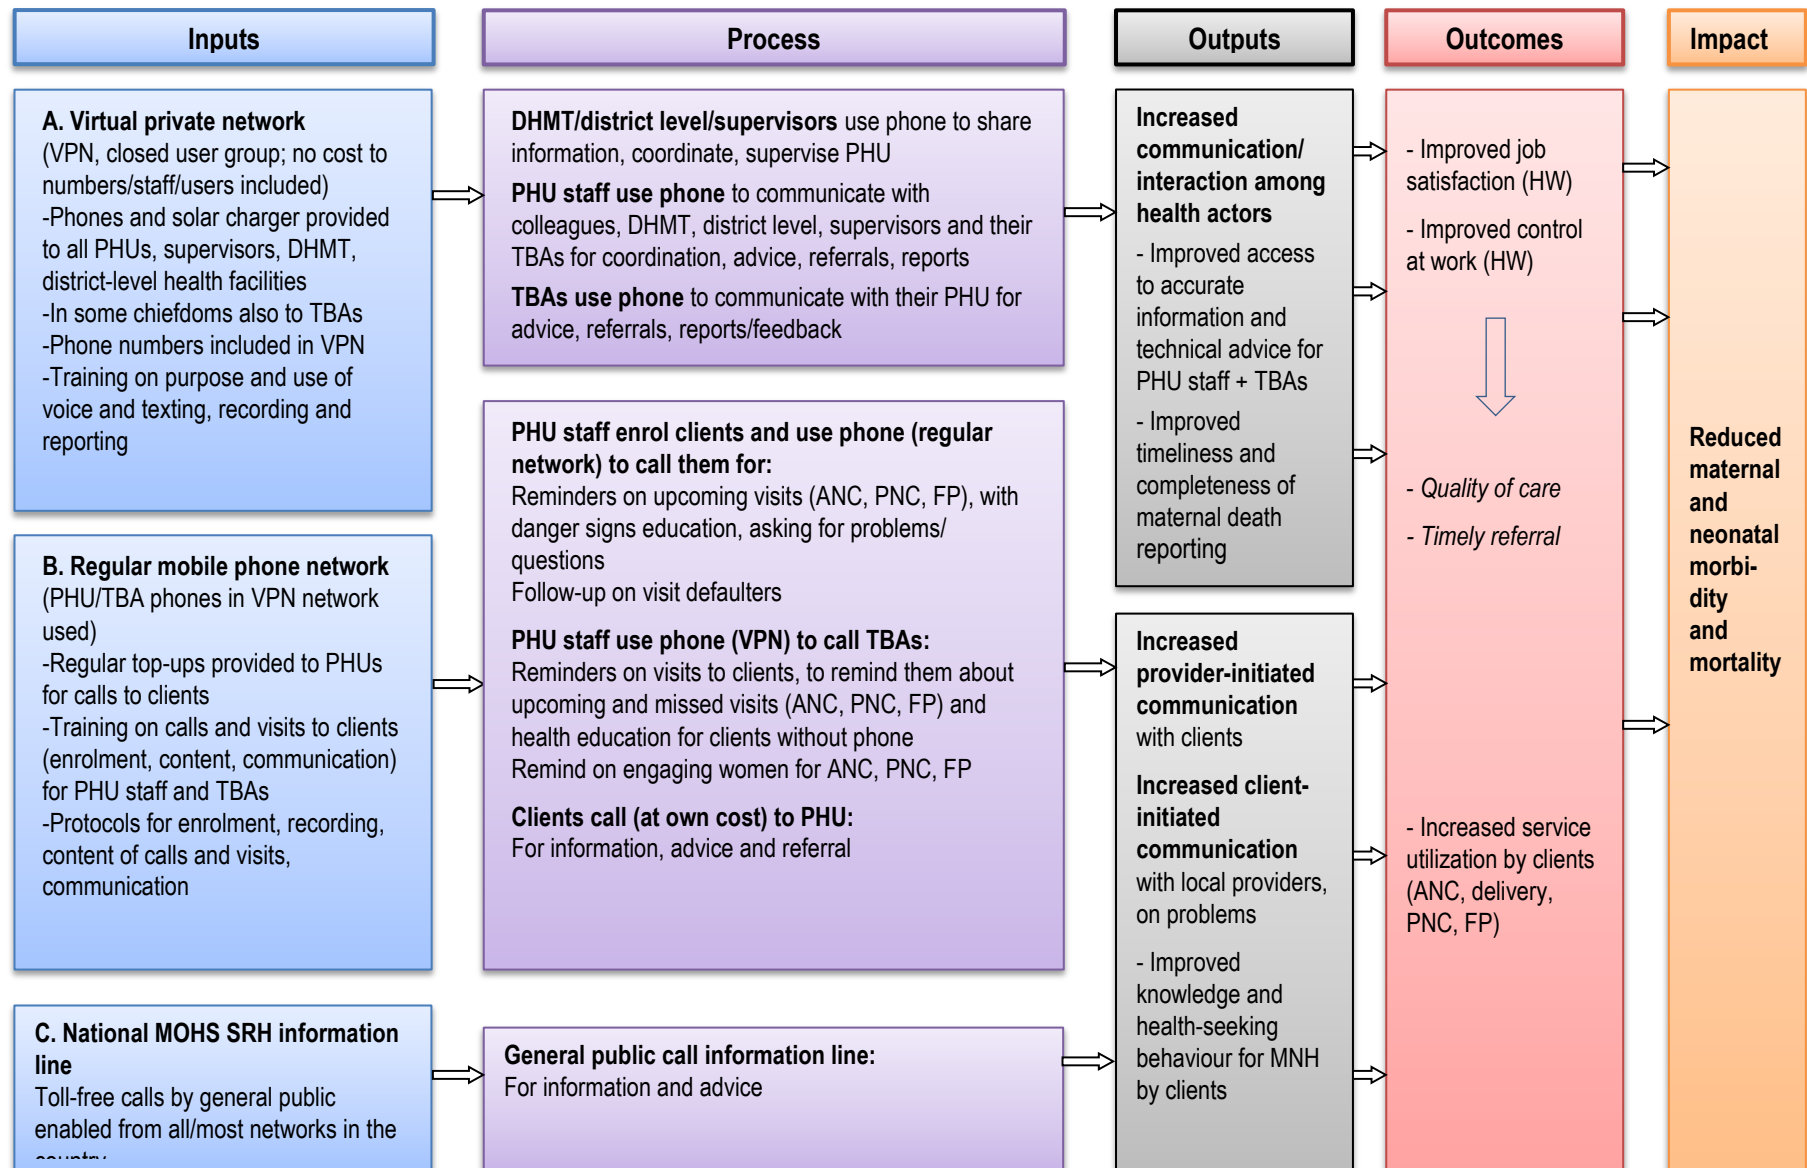 Inputs
Process
Outputs
Outcomes
Impact
A. Virtual private network
(VPN, closed user group; no cost to
numbers/staff/users included)
-Phones and solar charger provided
to all PHUs, supervisors, DHMT,
district-level health facilities
-In some chiefdoms also to TBAs
-Phone numbers included in VPN
-Training on purpose and use of
voice and texting, recording and
reporting
B. Regular mobile phone network
(PHU/TBA phones in VPN network
used)
-Regular top-ups provided to PHUs
for calls to clients
-Training on calls and visits to clients
(enrolment, content, communication)
for PHU staff and TBAs
-Protocols for enrolment, recording,
content of calls and visits,
communication
C. National MOHS SRH information
line
Toll-free calls by general public
enabled from all/most networks in the
country
DHMT/district level/supervisors use phone to share
information, coordinate, supervise PHU
PHU staff use phone to communicate with
colleagues, DHMT, district level, supervisors and their
TBAs for coordination, advice, referrals, reports
TBAs use phone to communicate with their PHU for
advice, referrals, reports/feedback
PHU staff enrol clients and use phone (regular
network) to call them for:
Reminders on upcoming visits (ANC, PNC, FP), with
danger signs education, asking for problems/
questions
Follow-up on visit defaulters
PHU staff use phone (VPN) to call TBAs:
Reminders on visits to clients, to remind them about
upcoming and missed visits (ANC, PNC, FP) and
health education for clients without phone
Remind on engaging women for ANC, PNC, FP
Clients call (at own cost) to PHU:
For information, advice and referral
General public call information line:
For information and advice
Increased
communication/
interaction among
health actors
- Improved access
to accurate
information and
technical advice for
PHU staff + TBAs
- Improved
timeliness and
completeness of
maternal death
reporting
Increased
provider-initiated
communication
with clients
Increased client-
initiated
communication
with local providers,
on problems
- Improved
knowledge and
health-seeking
behaviour for MNH
by clients
- Improved job
satisfaction (HW)
- Improved control
at work (HW)
- Quality of care
- Timely referral
- Increased service
utilization by clients
(ANC, delivery,
PNC, FP)
Reduced
maternal
and
neonatal
morbi-
dity
and
mortality